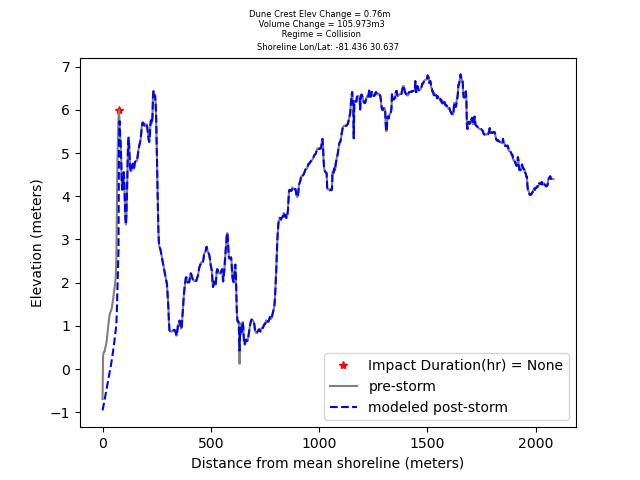 Dune Crest Elev Change = 0.76m
Volume Change = 105.973m3
Regime = Collision
Shoreline Lon/Lat: -81.436 30.637
7
6
5
4
3
2
1
0
−1
Elevation (meters)
Impact Duration(hr) = None
pre-storm
modeled post-storm
0 500 1000 1500 2000
Distance from mean shoreline (meters)